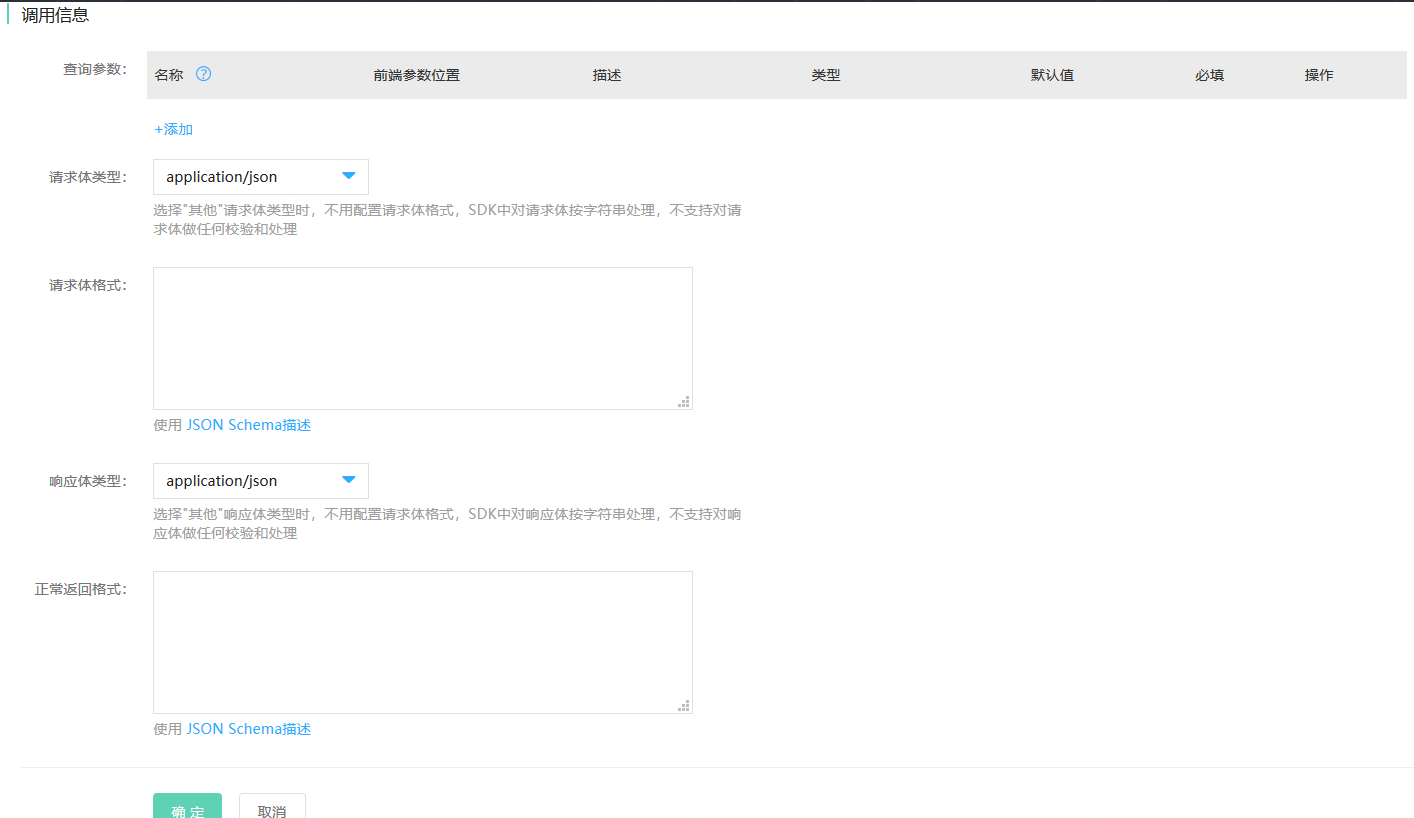 调用信息
查询参数：
名称 ? 前端参数位置 描述 类型 默认值 必填 操作
+添加
请求体类型：
application/json
选择"其他"请求体类型时，不用配置请求体格式，SDK中对请求体按字符串处理，不支持对请
求体做任何校验和处理
请求体格式：
使用 JSON Schema描述
响应体类型：
application/json
选择"其他"响应体类型时，不用配置请求体格式，SDK中对响应体按字符串处理，不支持对响
应体做任何校验和处理
正常返回格式：
使用 JSON Schema描述
确 定 取消